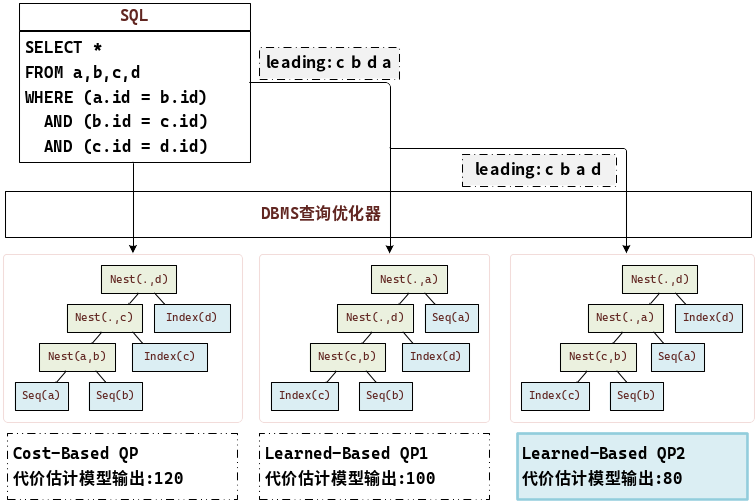 SQL
SELECT *
FROM a,b,c,d
WHERE (a.id = b.id)
AND (b.id = c.id)
AND (c.id = d.id)
leading: c b d a
leading: c b a d
DBMS查询优化器
Nest(.,d)
Nest(.,c)
Index(d)
Nest(a,b)
Index(c)
Seq(a)
Seq(b)
Nest(.,a)
Nest(.,d)
Seq(a)
Nest(c,b)
Index(d)
Index(c)
Seq(b)
Nest(.,d)
Nest(.,a)
Index(d)
Nest(c,b)
Seq(a)
Index(c)
Seq(b)
Cost-Based QP
代价估计模型输出:120
Learned-Based QP1
代价估计模型输出:100
Learned-Based QP2
代价估计模型输出:80